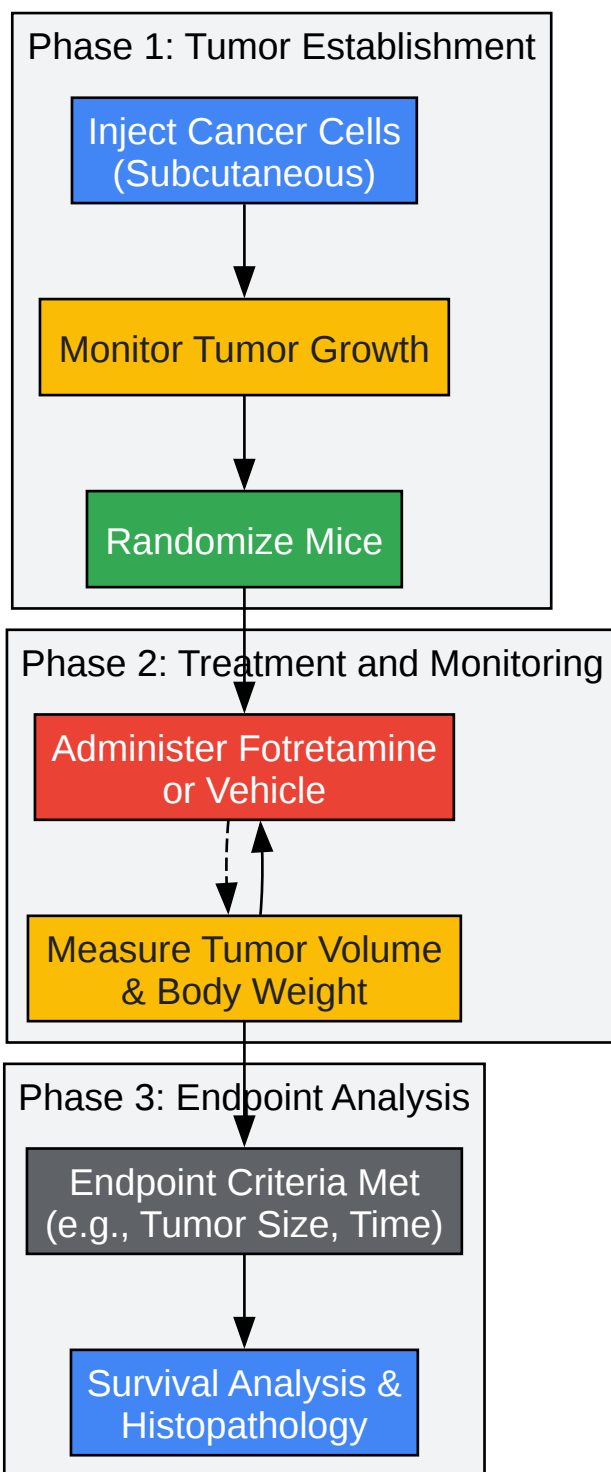 Phase 1: Tumor Establishment
Inject Cancer Cells
(Subcutaneous)
Monitor Tumor Growth
Randomize Mice
Phase 2: Treatment and Monitoring
Administer Fotretamine
or Vehicle
Measure Tumor Volume
& Body Weight
Phase 3: Endpoint Analysis
Endpoint Criteria Met
(e.g., Tumor Size, Time)
Survival Analysis &
Histopathology